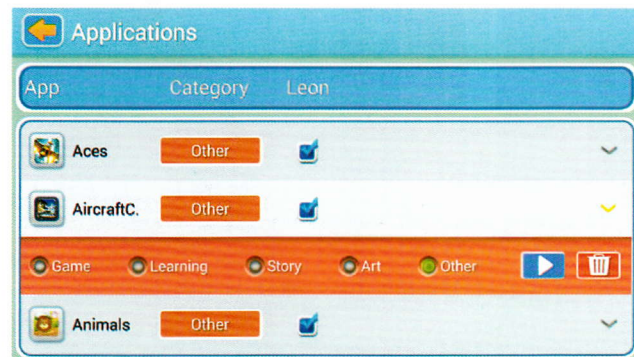 Applications
App Category Leon
Aces Other
AircraftC. Other
Game Learning Story Art Other
Animals Other